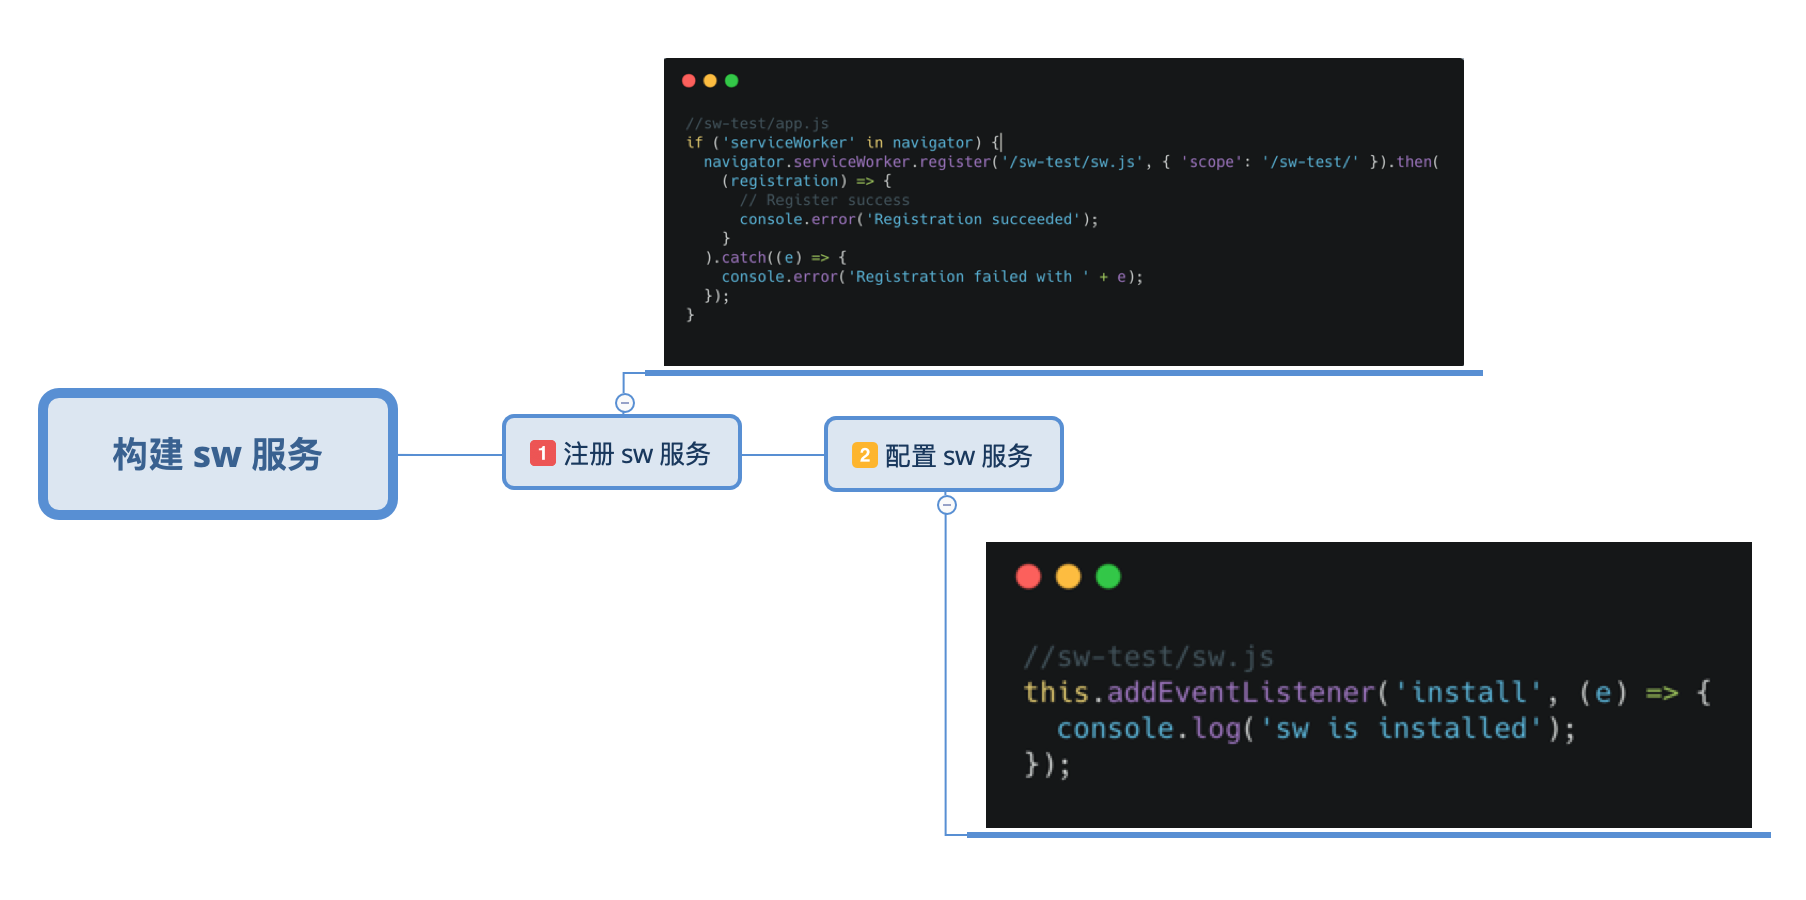 //sw-test/app.js
if ('serviceWorker' in navigator) {
  navigator.serviceWorker.register('/sw-test/sw.js', { 'scope': '/sw-test/' }).then(
    (registration) => {
      // Register success
      console.error('Registration succeeded');
    }
  ).catch((e) => {
    console.error('Registration failed with ' + e);
  });
}
构建 sw 服务
1 注册 sw 服务
2 配置 sw 服务
//sw-test/sw.js
this.addEventListener('install', (e) => {
  console.log('sw is installed');
});